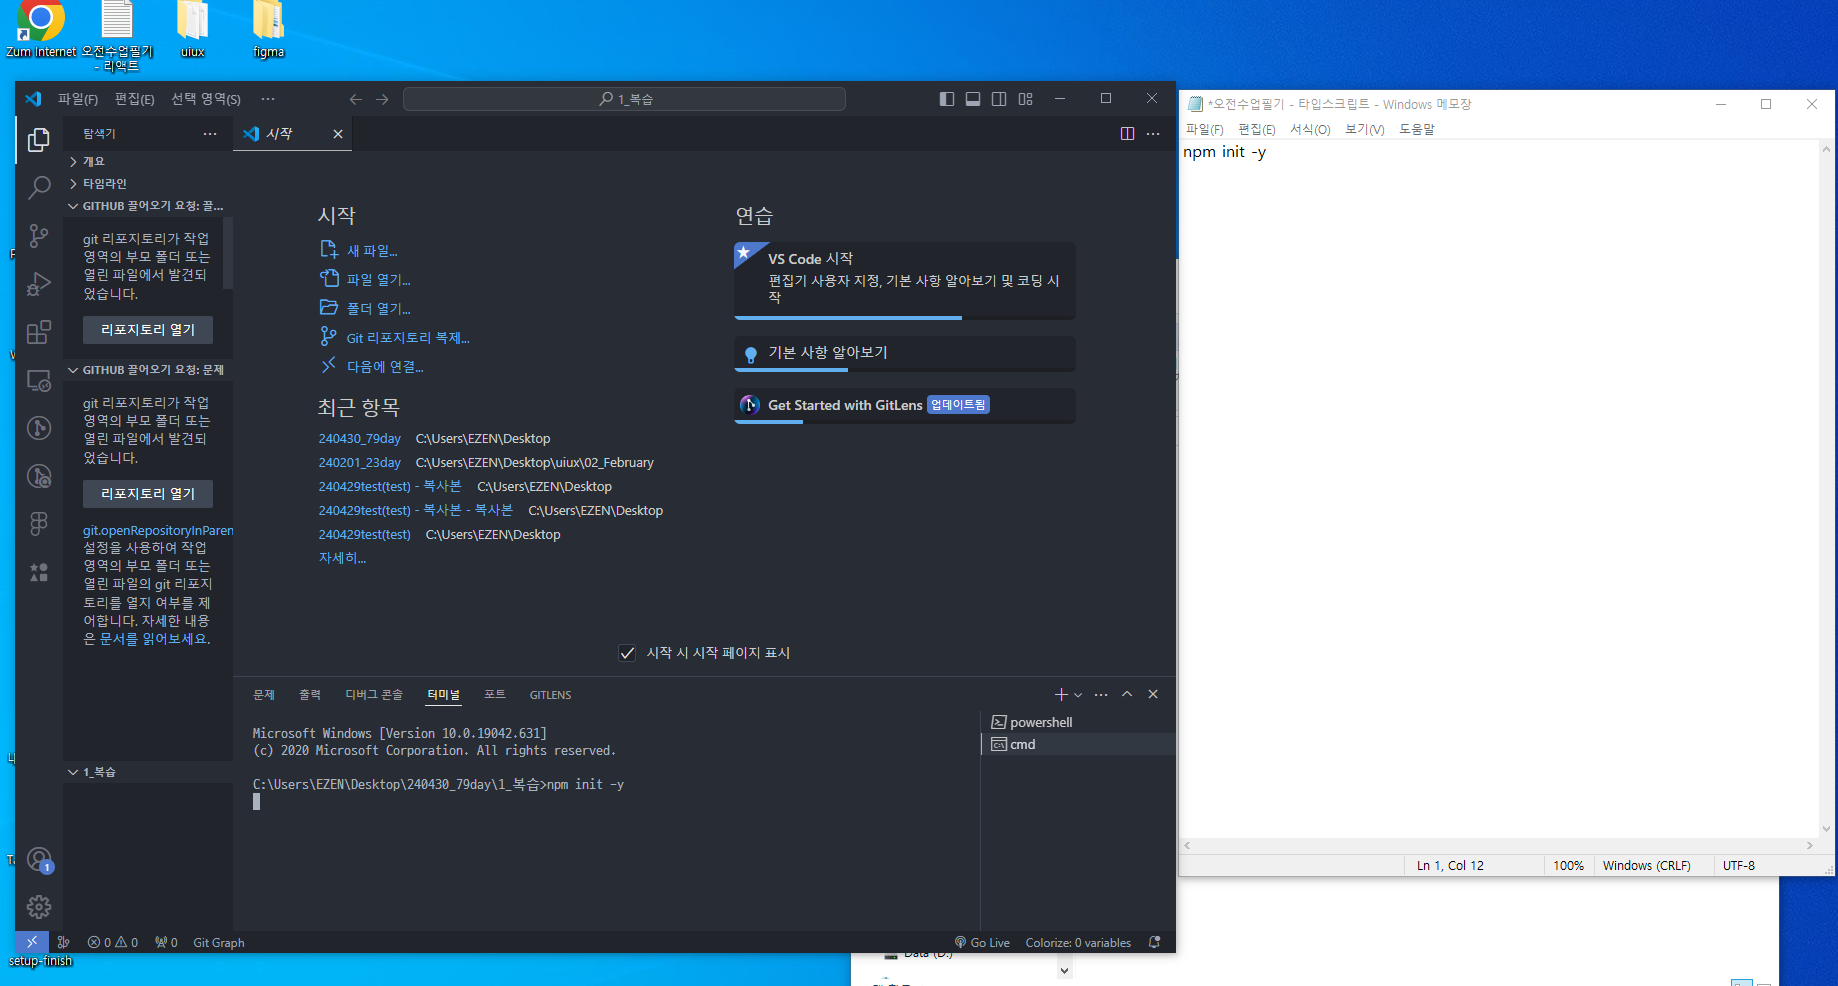 Zum Internet
오전수업필기 - 리액트
uiux
figma
파일(F) 편집(E) 선택 영역(S) ···
1_복습
탐색기 ···
시작
개요
타임라인
GITHUB 끌어오기 요청: 끌...
git 리포지토리가 작업
영역의 부모 폴더 또는
열린 파일에서 발견되
었습니다.
리포지토리 열기
GITHUB 끌어오기 요청: 문제
git 리포지토리가 작업
영역의 부모 폴더 또는
열린 파일에서 발견되
었습니다.
리포지토리 열기
git.openRepositoryInParen
설정을 사용하여 작업
영역의 부모 폴더 또는
열린 파일의 git 리포지
토리를 열지 여부를 제
어합니다. 자세한 내용
은 문서를 읽어보세요.
1_복습
시작
새 파일...
파일 열기...
폴더 열기...
Git 리포지토리 복제...
다음에 연결...
최근 항목
240430_79day C:\Users\EZEN\Desktop
240201_23day C:\Users\EZEN\Desktop\uiux\02_February
240429test(test) - 복사본 C:\Users\EZEN\Desktop
240429test(test) - 복사본 - 복사본 C:\Users\EZEN\Desktop
240429test(test) C:\Users\EZEN\Desktop
자세히...
연습
VS Code 시작
편집기 사용자 지정, 기본 사항 알아보기 및 코딩 시
작
기본 사항 알아보기
Get Started with GitLens 업데이트됨
시작 시 시작 페이지 표시
문제 출력 디버그 콘솔 터미널 포트 GITLENS
Microsoft Windows [Version 10.0.19042.631]
(c) 2020 Microsoft Corporation. All rights reserved.
C:\Users\EZEN\Desktop\240430_79day\1_복습>npm init -y
powershell
cmd
1
0 0 0 Git Graph
Go Live Colorize: 0 variables
setup-finish
*오전수업필기 - 타입스크립트 - Windows 메모장
파일(F) 편집(E) 서식(O) 보기(V) 도움말
npm init -y
Ln 1, Col 12 100% Windows (CRLF) UTF-8
Data (D:)